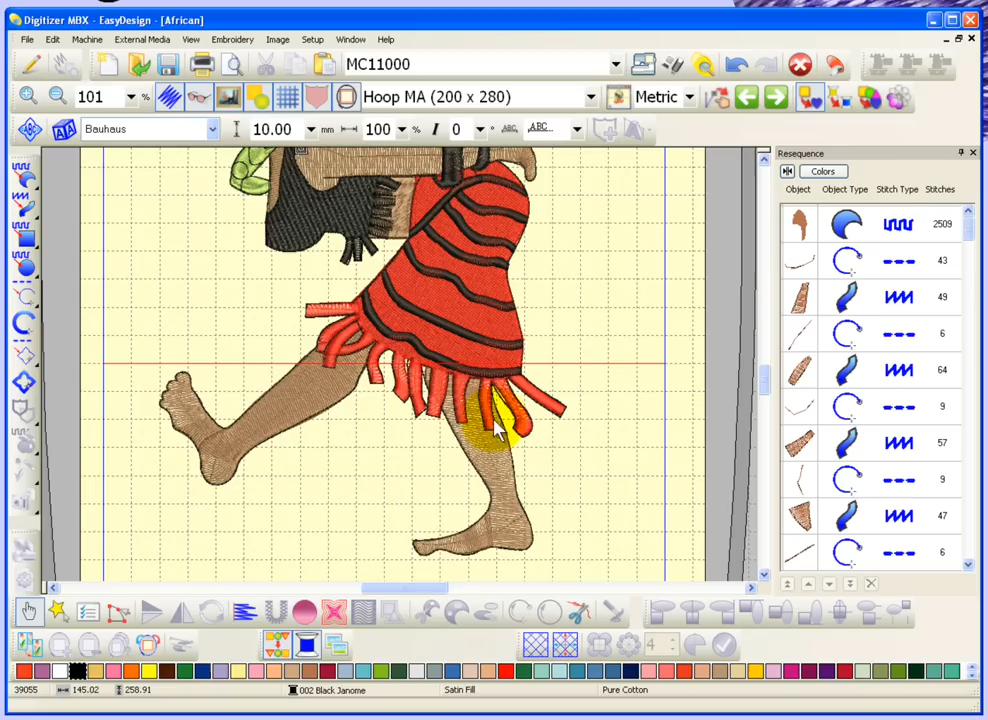 Digitizer MBX - EasyDesign - [African]
File Edit Machine External Media View Embroidery Image Setup Window Help
MC11000
101 % Hoop MA (200 x 280) Metric
Bauhaus 10.00 100 % I 0 ° ABC ABC
Resequence
Colors
Object Object Type Stitch Type Stitches
2509
43
49
6
64
9
57
9
47
6
4
39055 145.02 258.91 002 Black Janome Satin Fill Pure Cotton